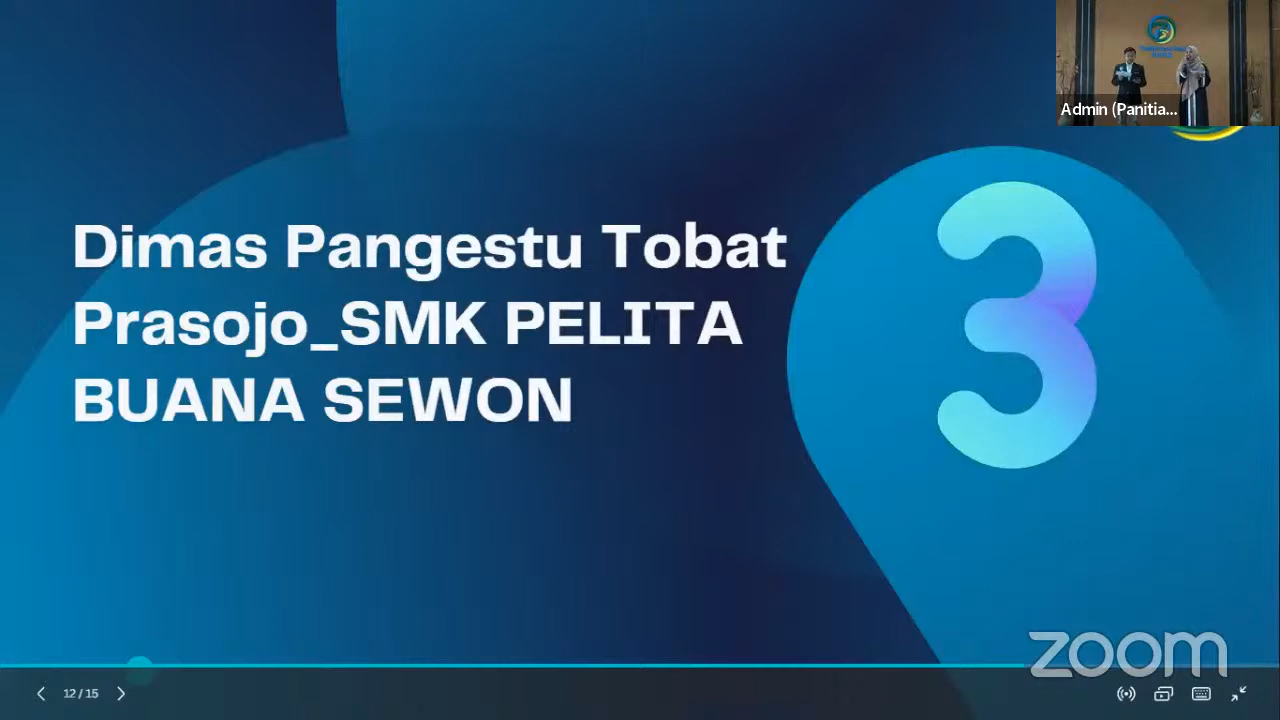 Admin (Panitia...
Dimas Pangestu Tobat
Prasojo_SMK PELITA
BUANA SEWON
3
zoom
12 / 15